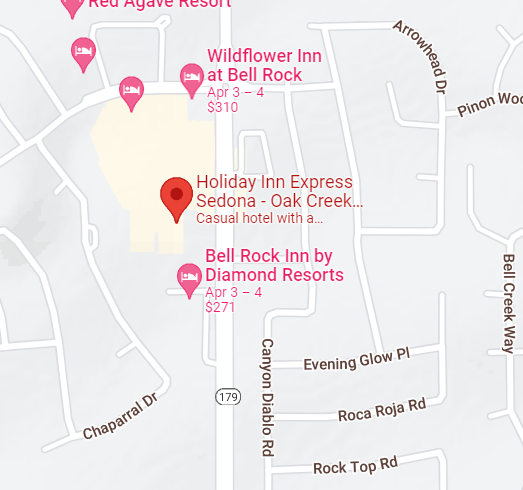 Red Agave Resort
Arrowhead Dr
Wildflower Inn
at Bell Rock
Apr 3 – 4
$310
Pinon Woo
Holiday Inn Express
Sedona - Oak Creek...
Casual hotel with a...
Bell Rock Inn by
Diamond Resorts
Apr 3 – 4
$271
Bell Creek Way
Canyon Diablo Rd
Evening Glow Pl
179
Chaparral Dr
Roca Roja Rd
Rock Top Rd